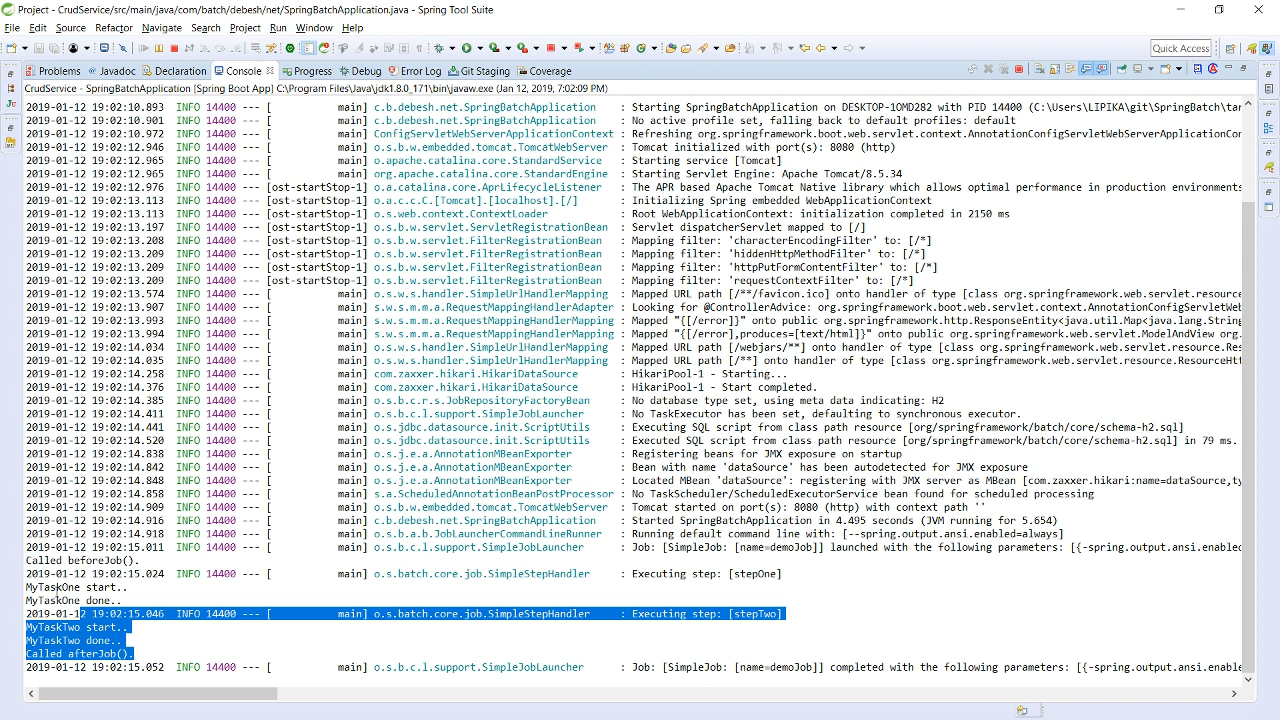 Project - CrudService/src/main/java/com/batch/debesh/net/SpringBatchApplication.java - Spring Tool Suite
File Edit Source Refactor Navigate Search Project Run Window Help
Quick Access
Problems Javadoc Declaration Console Progress Debug Error Log Git Staging Coverage
CrudService - SpringBatchApplication [Spring Boot App] C:\Program Files\Java\jdk1.8.0_171\bin\javaw.exe (Jan 12, 2019, 7:02:09 PM)
2019-01-12 19:02:10.893 INFO 14400 --- [ main] c.b.debesh.net.SpringBatchApplication : Starting SpringBatchApplication on DESKTOP-1OMD282 with PID 14400 (C:\Users\LIPIKA\git\SpringBatch\tar
2019-01-12 19:02:10.901 INFO 14400 --- [ main] c.b.debesh.net.SpringBatchApplication : No active profile set, falling back to default profiles: default
2019-01-12 19:02:10.972 INFO 14400 --- [ main] ConfigServletWebServerApplicationContext : Refreshing org.springframework.boot.web.servlet.context.AnnotationConfigServletWebServerApplicationCon
2019-01-12 19:02:12.946 INFO 14400 --- [ main] o.s.b.w.embedded.tomcat.TomcatWebServer : Tomcat initialized with port(s): 8080 (http)
2019-01-12 19:02:12.965 INFO 14400 --- [ main] o.apache.catalina.core.StandardService : Starting service [Tomcat]
2019-01-12 19:02:12.965 INFO 14400 --- [ main] org.apache.catalina.core.StandardEngine : Starting Servlet Engine: Apache Tomcat/8.5.34
2019-01-12 19:02:12.976 INFO 14400 --- [ost-startStop-1] o.a.catalina.core.AprLifecycleListener : The APR based Apache Tomcat Native library which allows optimal performance in production environments
2019-01-12 19:02:13.113 INFO 14400 --- [ost-startStop-1] o.a.c.c.C.[Tomcat].[localhost].[/] : Initializing Spring embedded WebApplicationContext
2019-01-12 19:02:13.113 INFO 14400 --- [ost-startStop-1] o.s.web.context.ContextLoader : Root WebApplicationContext: initialization completed in 2150 ms
2019-01-12 19:02:13.197 INFO 14400 --- [ost-startStop-1] o.s.b.w.servlet.ServletRegistrationBean : Servlet dispatcherServlet mapped to [/]
2019-01-12 19:02:13.208 INFO 14400 --- [ost-startStop-1] o.s.b.w.servlet.FilterRegistrationBean : Mapping filter: 'characterEncodingFilter' to: [/*]
2019-01-12 19:02:13.209 INFO 14400 --- [ost-startStop-1] o.s.b.w.servlet.FilterRegistrationBean : Mapping filter: 'hiddenHttpMethodFilter' to: [/*]
2019-01-12 19:02:13.209 INFO 14400 --- [ost-startStop-1] o.s.b.w.servlet.FilterRegistrationBean : Mapping filter: 'httpPutFormContentFilter' to: [/*]
2019-01-12 19:02:13.209 INFO 14400 --- [ost-startStop-1] o.s.b.w.servlet.FilterRegistrationBean : Mapping filter: 'requestContextFilter' to: [/*]
2019-01-12 19:02:13.574 INFO 14400 --- [ main] o.s.w.s.handler.SimpleUrlHandlerMapping : Mapped URL path [/**/favicon.ico] onto handler of type [class org.springframework.web.servlet.resource
2019-01-12 19:02:13.907 INFO 14400 --- [ main] s.w.s.m.m.a.RequestMappingHandlerAdapter : Looking for @ControllerAdvice: org.springframework.boot.web.servlet.context.AnnotationConfigServletWeb
2019-01-12 19:02:13.993 INFO 14400 --- [ main] s.w.s.m.m.a.RequestMappingHandlerMapping : Mapped "{[/error]}" onto public org.springframework.http.ResponseEntity<java.util.Map<java.lang.String
2019-01-12 19:02:13.994 INFO 14400 --- [ main] s.w.s.m.m.a.RequestMappingHandlerMapping : Mapped "{[/error],produces=[text/html]}" onto public org.springframework.web.servlet.ModelAndView org.
2019-01-12 19:02:14.034 INFO 14400 --- [ main] o.s.w.s.handler.SimpleUrlHandlerMapping : Mapped URL path [/webjars/**] onto handler of type [class org.springframework.web.servlet.resource.Res
2019-01-12 19:02:14.035 INFO 14400 --- [ main] o.s.w.s.handler.SimpleUrlHandlerMapping : Mapped URL path [/**] onto handler of type [class org.springframework.web.servlet.resource.ResourceHtt
2019-01-12 19:02:14.258 INFO 14400 --- [ main] com.zaxxer.hikari.HikariDataSource : HikariPool-1 - Starting...
2019-01-12 19:02:14.376 INFO 14400 --- [ main] com.zaxxer.hikari.HikariDataSource : HikariPool-1 - Start completed.
2019-01-12 19:02:14.385 INFO 14400 --- [ main] o.s.b.c.r.s.JobRepositoryFactoryBean : No database type set, using meta data indicating: H2
2019-01-12 19:02:14.411 INFO 14400 --- [ main] o.s.b.c.l.support.SimpleJobLauncher : No TaskExecutor has been set, defaulting to synchronous executor.
2019-01-12 19:02:14.441 INFO 14400 --- [ main] o.s.jdbc.datasource.init.ScriptUtils : Executing SQL script from class path resource [org/springframework/batch/core/schema-h2.sql]
2019-01-12 19:02:14.520 INFO 14400 --- [ main] o.s.jdbc.datasource.init.ScriptUtils : Executed SQL script from class path resource [org/springframework/batch/core/schema-h2.sql] in 79 ms.
2019-01-12 19:02:14.838 INFO 14400 --- [ main] o.s.j.e.a.AnnotationMBeanExporter : Registering beans for JMX exposure on startup
2019-01-12 19:02:14.842 INFO 14400 --- [ main] o.s.j.e.a.AnnotationMBeanExporter : Bean with name 'dataSource' has been autodetected for JMX exposure
2019-01-12 19:02:14.848 INFO 14400 --- [ main] o.s.j.e.a.AnnotationMBeanExporter : Located MBean 'dataSource': registering with JMX server as MBean [com.zaxxer.hikari:name=dataSource,ty
2019-01-12 19:02:14.858 INFO 14400 --- [ main] s.a.ScheduledAnnotationBeanPostProcessor : No TaskScheduler/ScheduledExecutorService bean found for scheduled processing
2019-01-12 19:02:14.909 INFO 14400 --- [ main] o.s.b.w.embedded.tomcat.TomcatWebServer : Tomcat started on port(s): 8080 (http) with context path ''
2019-01-12 19:02:14.916 INFO 14400 --- [ main] c.b.debesh.net.SpringBatchApplication : Started SpringBatchApplication in 4.495 seconds (JVM running for 5.654)
2019-01-12 19:02:14.918 INFO 14400 --- [ main] o.s.b.a.b.JobLauncherCommandLineRunner : Running default command line with: [--spring.output.ansi.enabled=always]
2019-01-12 19:02:15.011 INFO 14400 --- [ main] o.s.b.c.l.support.SimpleJobLauncher : Job: [SimpleJob: [name=demoJob]] launched with the following parameters: [{-spring.output.ansi.enable
Called beforeJob().
2019-01-12 19:02:15.024 INFO 14400 --- [ main] o.s.batch.core.job.SimpleStepHandler : Executing step: [stepOne]
MyTaskOne start..
MyTaskOne done..
2019-01-12 19:02:15.046 INFO 14400 --- [ main] o.s.batch.core.job.SimpleStepHandler : Executing step: [stepTwo]
MyTaskTwo start..
MyTaskTwo done..
Called afterJob().
2019-01-12 19:02:15.052 INFO 14400 --- [ main] o.s.b.c.l.support.SimpleJobLauncher : Job: [SimpleJob: [name=demoJob]] completed with the following parameters: [{-spring.output.ansi.enable